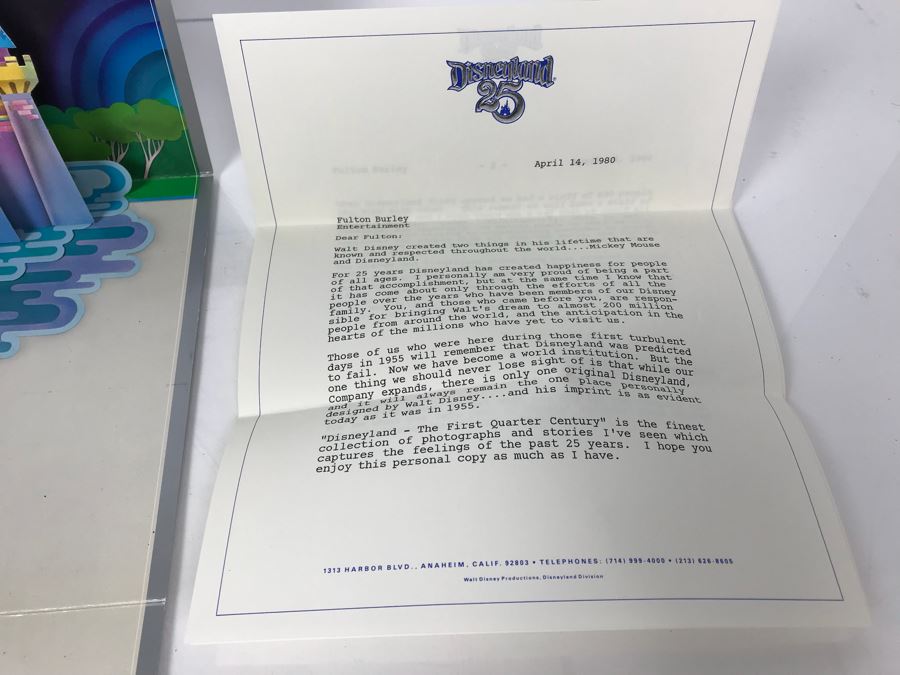 Disneyland
25
April 14, 1980
Fulton Burley
Entertainment
Dear Fulton:
Walt Disney created two things in his lifetime that are
known and respected throughout the world....Mickey Mouse
and Disneyland.
For 25 years Disneyland has created happiness for people
of all ages. I personally am very proud of being a part
of that accomplishment, but at the same time I know that
it has come about only through the efforts of all the
people over the years who have been members of our Disney
family. You, and those who came before you, are respon-
sible for bringing Walt's dream to almost 200 million
people from around the world, and the anticipation in the
hearts of the millions who have yet to visit us.
Those of us who were here during those first turbulent
days in 1955 will remember that Disneyland was predicted
to fail. Now we have become a world institution. But the
one thing we should never lose sight of is that while our
Company expands, there is only one original Disneyland,
and it will always remain the one place personally
designed by Walt Disney....and his imprint is as evident
today as it was in 1955.
"Disneyland - The First Quarter Century" is the finest
collection of photographs and stories I've seen which
captures the feelings of the past 25 years. I hope you
enjoy this personal copy as much as I have.
1313 HARBOR BLVD., ANAHEIM, CALIF. 92803 • TELEPHONES: (714) 999-4000 • (213) 626-8605
Walt Disney Productions, Disneyland Division